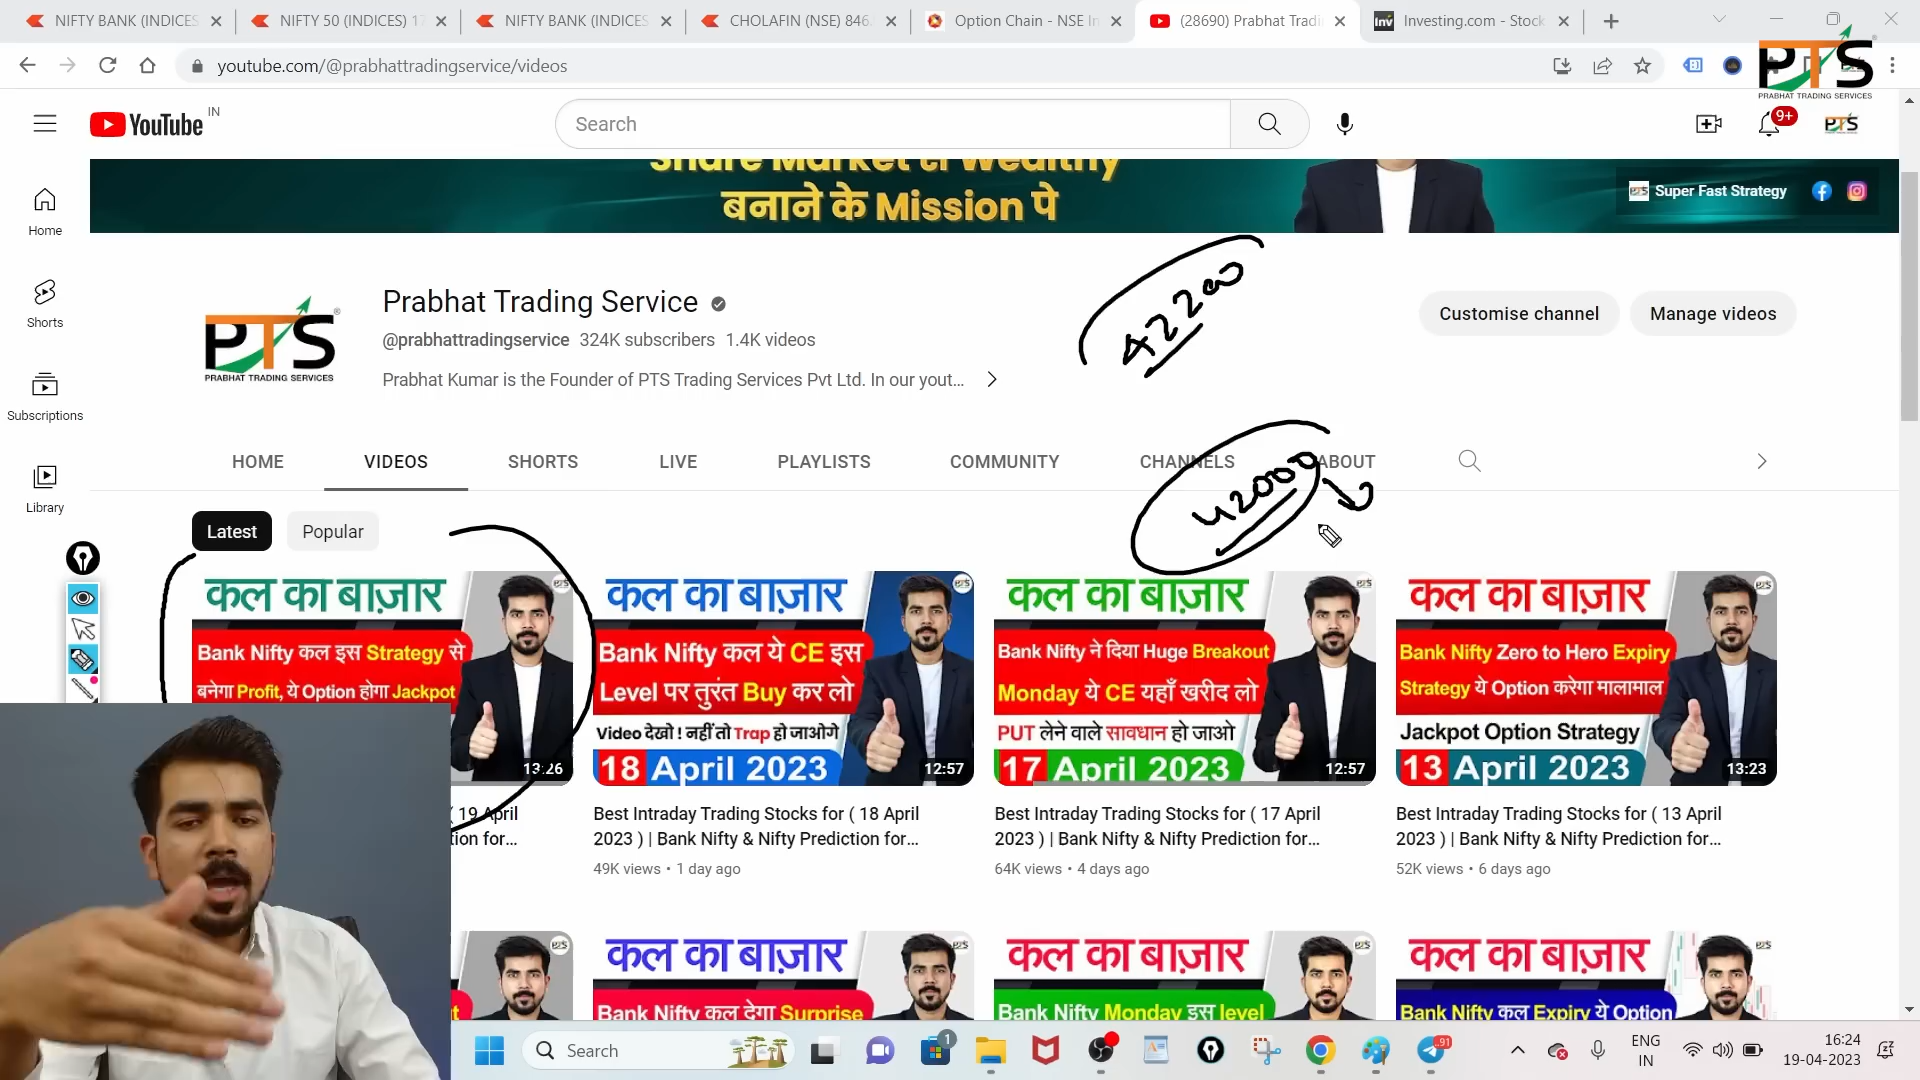 NIFTY BANK (INDICES
NIFTY 50 (INDICES) 17
NIFTY BANK (INDICES
CHOLAFIN (NSE) 846.
Option Chain - NSE In
(28690) Prabhat Tradi
Investing.com - Stock
youtube.com/@prabhattradingservice/videos
PTS
PRABHAT TRADING SERVICES
YouTube IN
Search
9+
PTS
Share Market से Wealthy
बनाने के Mission पे
Super Fast Strategy
Home
Shorts
Subscriptions
Library
PTS
PRABHAT TRADING SERVICES
Prabhat Trading Service
@prabhattradingservice 324K subscribers 1.4K videos
Prabhat Kumar is the Founder of PTS Trading Services Pvt Ltd. In our yout...
42200
Customise channel
Manage videos
HOME
VIDEOS
SHORTS
LIVE
PLAYLISTS
COMMUNITY
CHANNELS
ABOUT
42000
Latest
Popular
कल का बाज़ार
Bank Nifty कल इस Strategy से
बनेगा Profit, ये Option होगा Jackpot
13:26
( 19 April
tion for...
कल का बाज़ार
Bank Nifty कल ये CE इस
Level पर तुरंत Buy कर लो
Video देखो ! नहीं तो Trap हो जाओगे
18 April 2023
12:57
Best Intraday Trading Stocks for ( 18 April
2023 ) | Bank Nifty & Nifty Prediction for...
49K views • 1 day ago
कल का बाज़ार
Bank Nifty ने दिया Huge Breakout
Monday ये CE यहाँ खरीद लो
PUT लेने वाले सावधान हो जाओ
17 April 2023
12:57
Best Intraday Trading Stocks for ( 17 April
2023 ) | Bank Nifty & Nifty Prediction for...
64K views • 4 days ago
कल का बाज़ार
Bank Nifty Zero to Hero Expiry
Strategy ये Option करेगा मालामाल
Jackpot Option Strategy
13 April 2023
13:23
Best Intraday Trading Stocks for ( 13 April
2023 ) | Bank Nifty & Nifty Prediction for...
52K views • 6 days ago
कल का बाज़ार
Bank Nifty कल देगा Surprise
कल का बाज़ार
Bank Nifty Monday इस level
कल का बाज़ार
Bank Nifty कल Expiry ये Option
Search
1
91
ENG
IN
16:24
19-04-2023